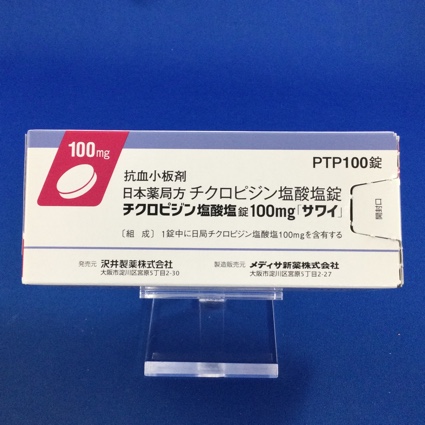 100mg
PTP100錠
抗血小板剤
日本薬局方 チクロピジン塩酸塩錠
チクロピジン塩酸塩錠100mg「サワイ」
〔組 成〕 1錠中に日局チクロピジン塩酸塩100mgを含有する
開封口
発売元 沢井製薬株式会社
大阪市淀川区宮原5丁目2-30
製造販売元 メディサ新薬株式会社
大阪市淀川区宮原5丁目2-27